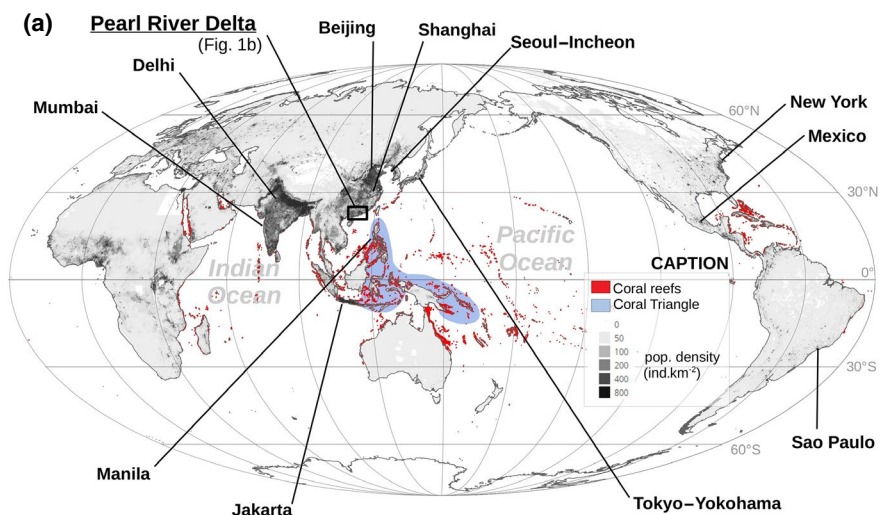 (a)
Pearl River Delta
(Fig. 1b)
Beijing
Shanghai
Seoul–Incheon
Delhi
Mumbai
New York
Mexico
60°N
30°N
Pacific
Ocean
Indian
Ocean
0°
CAPTION
Coral reefs
Coral Triangle
0
50
100
200
400
800
pop. density
(ind.km-2)
30°S
60°S
Sao Paulo
Manila
Jakarta
Tokyo–Yokohama